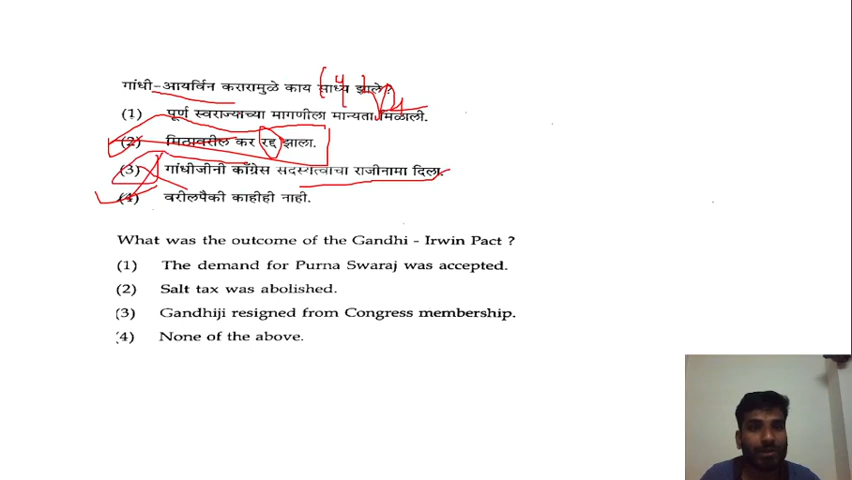 गांधी-आयर्विन करारामुळे काय साध्य झाले?
(1) पूर्ण स्वराज्याच्या मागणीला मान्यता मिळाली.
(2) मिठावरील कर रद्द झाला.
(3) गांधीजींनी काँग्रेस सदस्यत्वाचा राजीनामा दिला.
(4) वरीलपैकी काहीही नाही.
What was the outcome of the Gandhi - Irwin Pact ?
(1) The demand for Purna Swaraj was accepted.
(2) Salt tax was abolished.
(3) Gandhiji resigned from Congress membership.
(4) None of the above.